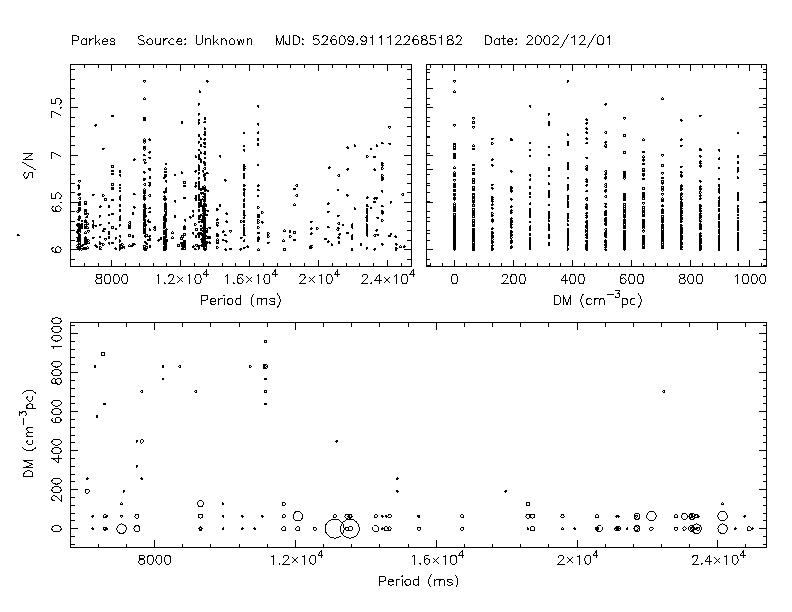 Parkes Source: Unknown MJD: 52609.911122685182 Date: 2002/12/01
S/N
7.5
7
6.5
6
8000 1.2×10⁴ 1.6×10⁴ 2×10⁴ 2.4×10⁴
Period (ms)
0 200 400 600 800 1000
DM (cm⁻³pc)
DM (cm⁻³pc)
1000
800
600
400
200
0
8000 1.2×10⁴ 1.6×10⁴ 2×10⁴ 2.4×10⁴
Period (ms)